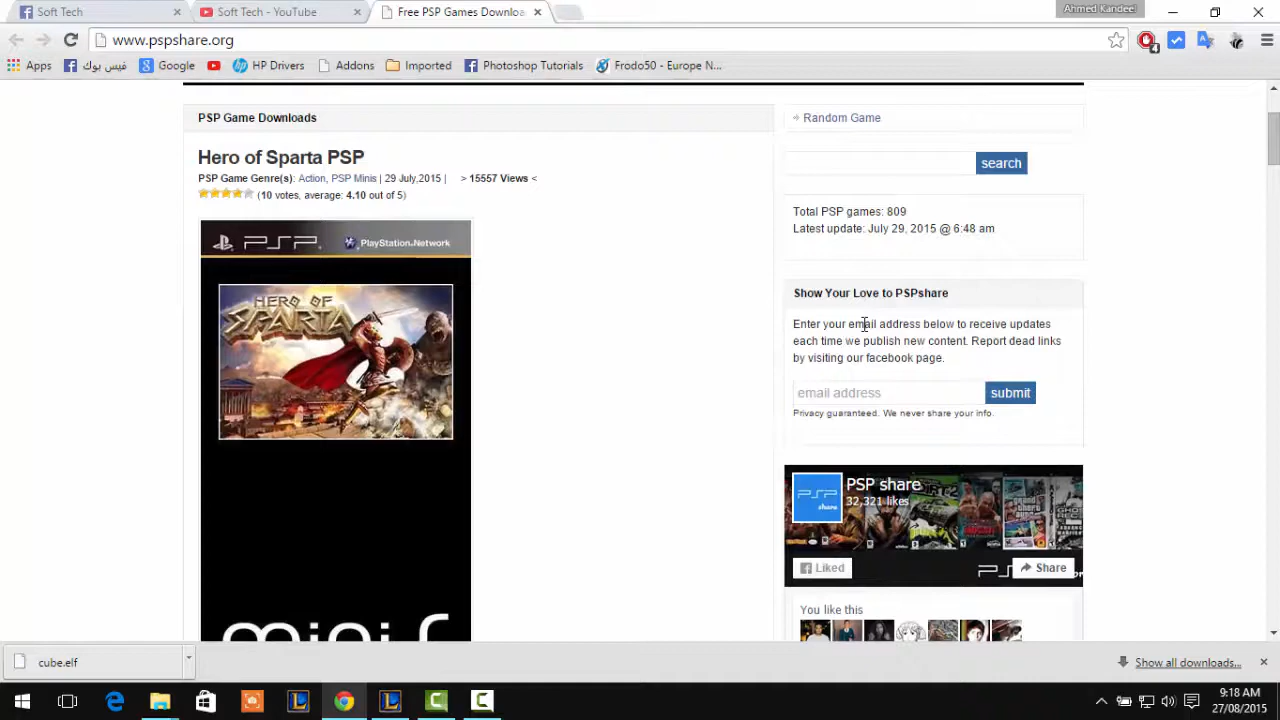 Soft Tech
Soft Tech - YouTube
Free PSP Games Downloa
Ahmed Kandeel
www.pspshare.org
4
Apps
فيس بوك
Google
HP Drivers
Addons
Imported
Photoshop Tutorials
Frodo50 - Europe N...
PSP Game Downloads
Random Game
Hero of Sparta PSP
search
PSP Game Genre(s): Action, PSP Minis | 29 July,2015 | > 15557 Views <
(10 votes, average: 4.10 out of 5)
Total PSP games: 809
Latest update: July 29, 2015 @ 6:48 am
PSP
PlayStation Network
HERO OF
SPARTA
Show Your Love to PSPshare
Enter your email address below to receive updates
each time we publish new content. Report dead links
by visiting our facebook page.
email address
submit
Privacy guaranteed. We never share your info.
PSP share
32,321 likes
PSP
share
Liked
Share
You like this
cube.elf
Show all downloads...
9:18 AM
27/08/2015